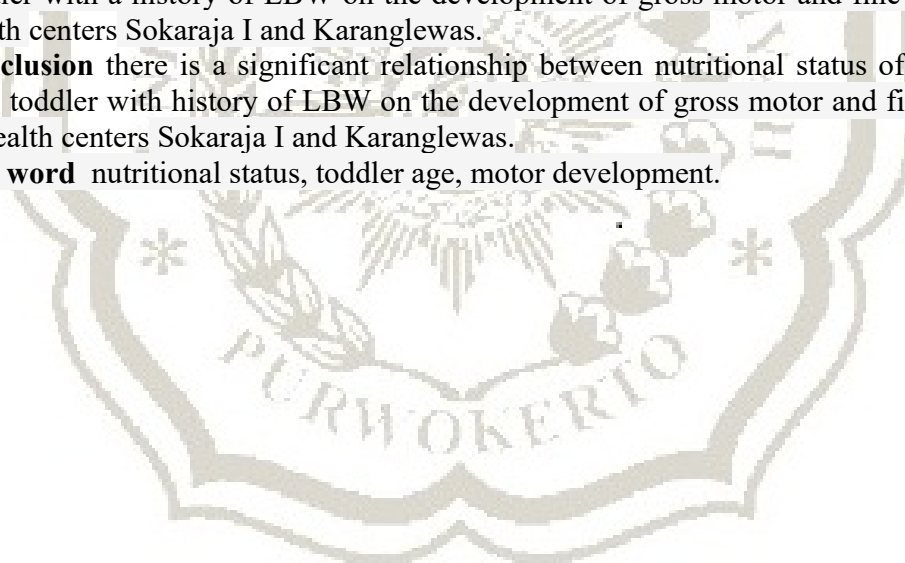 ler with a history of LBW on the development of gross motor and fine
th centers Sokaraja I and Karanglewas.
clusion there is a significant relationship between nutritional status of
toddler with history of LBW on the development of gross motor and fi
ealth centers Sokaraja I and Karanglewas.
word nutritional status, toddler age, motor development.
PURWOKERTO